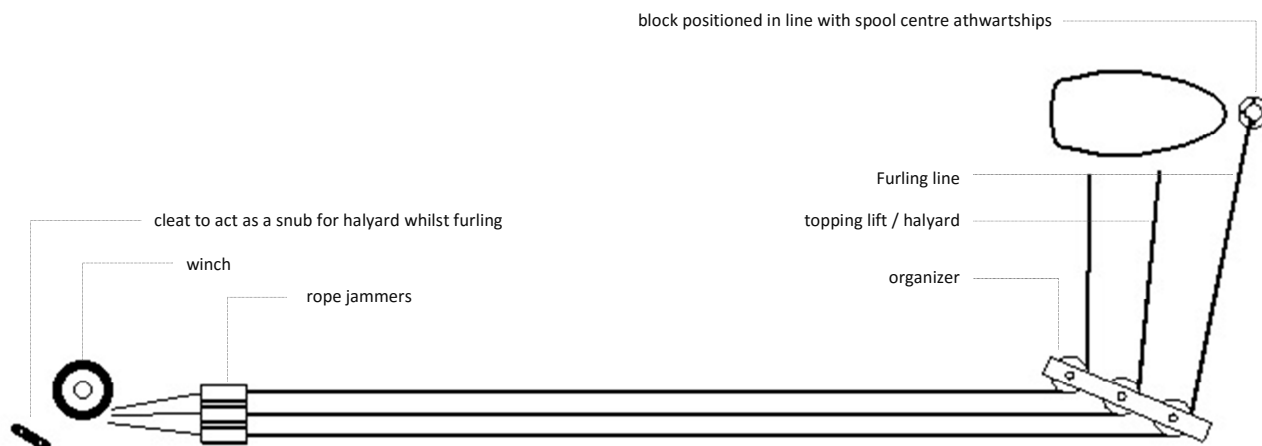 block positioned in line with spool centre athwartships
Furling line
cleat to act as a snub for halyard whilst furling
topping lift / halyard
winch
organizer
rope jammers